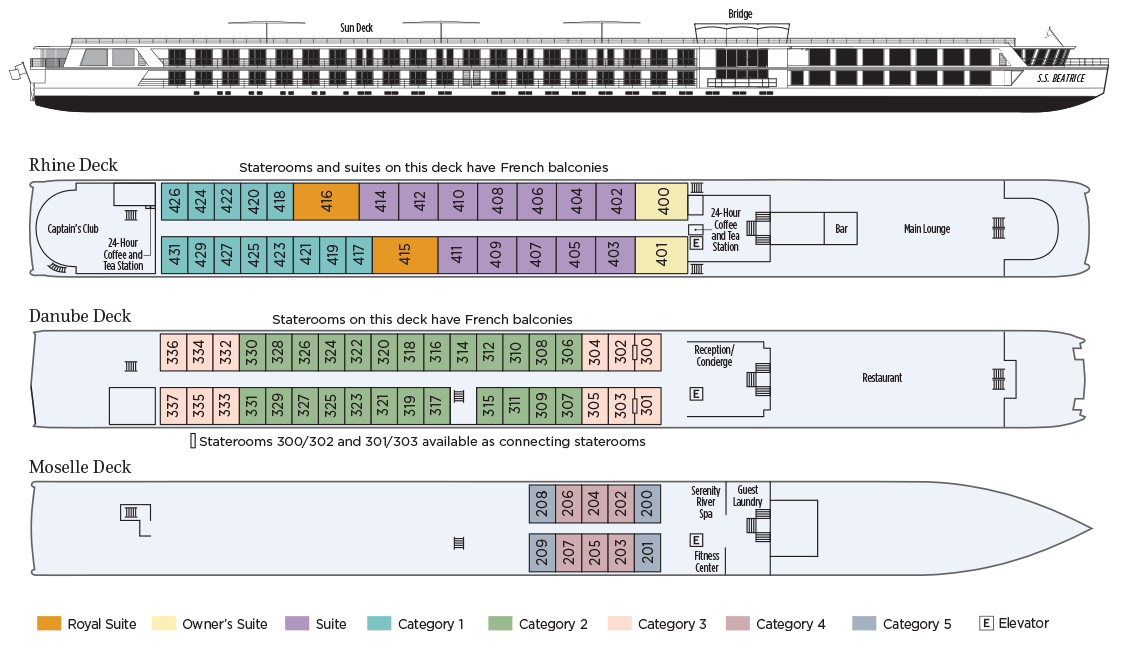 Sun Deck
Bridge
S.S. BEATRICE
Rhine Deck
Staterooms and suites on this deck have French balconies
426 424 422 420 418 416 414 412 410 408 406 404 402 400
Captain's Club
24-Hour
Coffee and
Tea Station
24-Hour
Coffee
and Tea
Station
E
Bar
Main Lounge
431 429 427 425 423 421 419 417 415 411 409 407 405 403 401
Danube Deck
Staterooms on this deck have French balconies
336 334 332 330 328 326 324 322 320 318 316 314 312 310 308 306 304 302 300
Reception/
Concierge
E
Restaurant
337 335 333 331 329 327 325 323 321 319 317 315 311 309 307 305 303 301
Staterooms 300/302 and 301/303 available as connecting staterooms
Moselle Deck
208 206 204 202 200
Serenity
River
Spa
Guest
Laundry
E
Fitness
Center
209 207 205 203 201
Royal Suite
Owner's Suite
Suite
Category 1
Category 2
Category 3
Category 4
Category 5
E Elevator